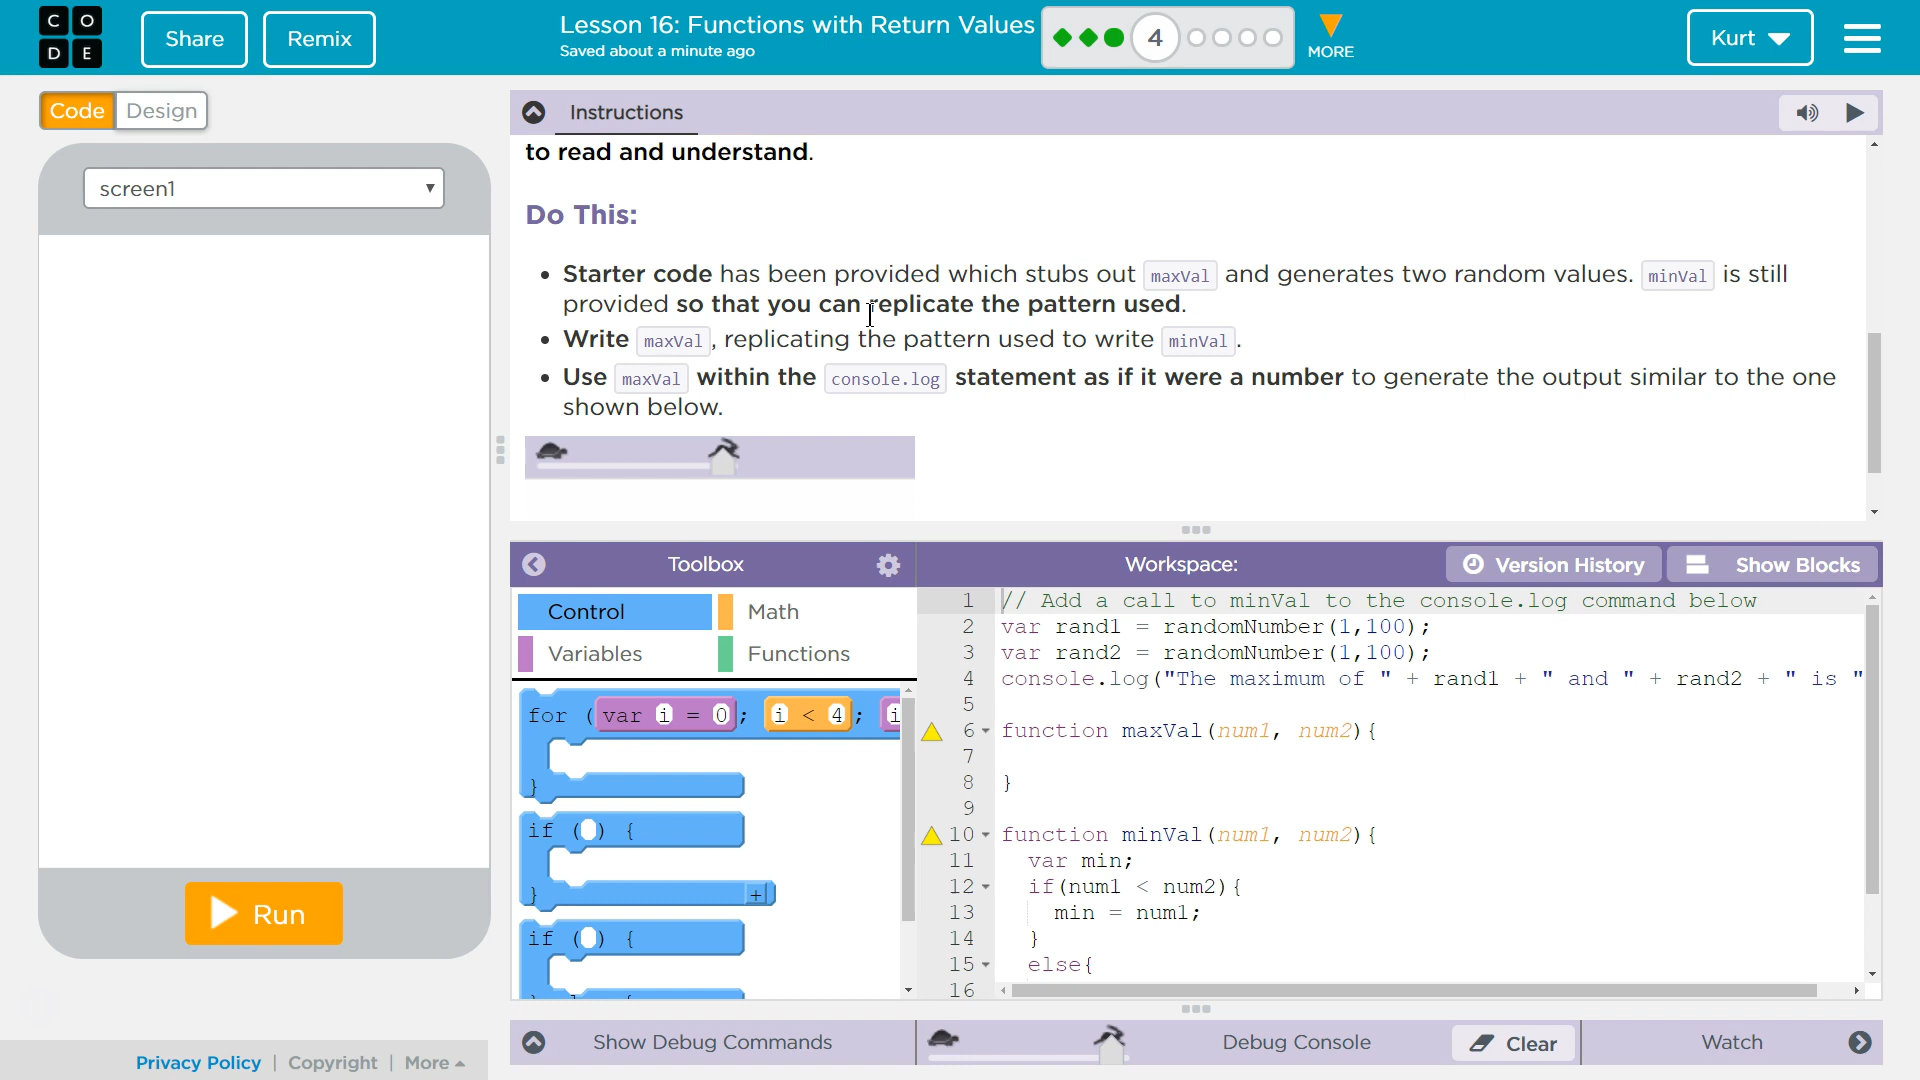 C O
D E
Share
Remix
Lesson 16: Functions with Return Values
Saved about a minute ago
4
MORE
Kurt
Code
Design
Instructions
screen1
to read and understand.
Do This:
Starter code has been provided which stubs out maxVal and generates two random values. minVal is still
provided so that you can replicate the pattern used.
Write maxVal, replicating the pattern used to write minVal.
Use maxVal within the console.log statement as if it were a number to generate the output similar to the one
shown below.
Toolbox
Workspace:
Version History
Show Blocks
Control
Math
Variables
Functions
for (var i = 0; i < 4; i
}
if () {
}
+
if () {
1 // Add a call to minVal to the console.log command below
2 var rand1 = randomNumber(1,100);
3 var rand2 = randomNumber(1,100);
4 console.log("The maximum of " + rand1 + " and " + rand2 + " is "
5
6 function maxVal(num1, num2){
7
8 }
9
10 function minVal(num1, num2){
11 var min;
12 if(num1 < num2){
13 min = num1;
14 }
15 else{
16
Run
Show Debug Commands
Debug Console
Clear
Watch
Privacy Policy | Copyright | More